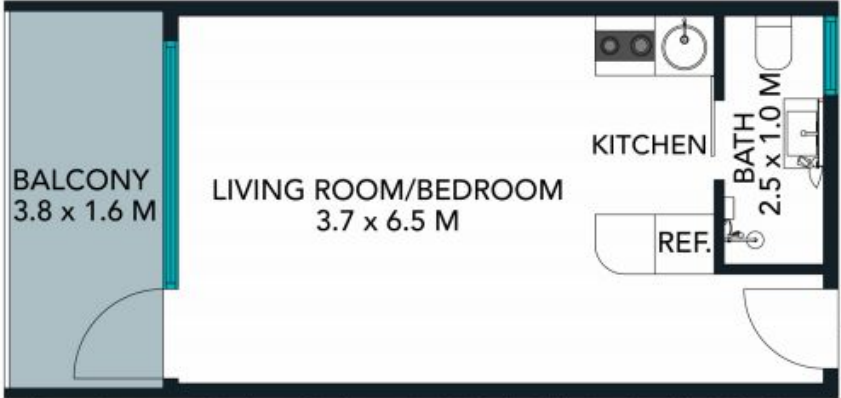 BALCONY
3.8 x 1.6 M
LIVING ROOM/BEDROOM
3.7 x 6.5 M
KITCHEN
REF.
BATH
2.5 x 1.0 M